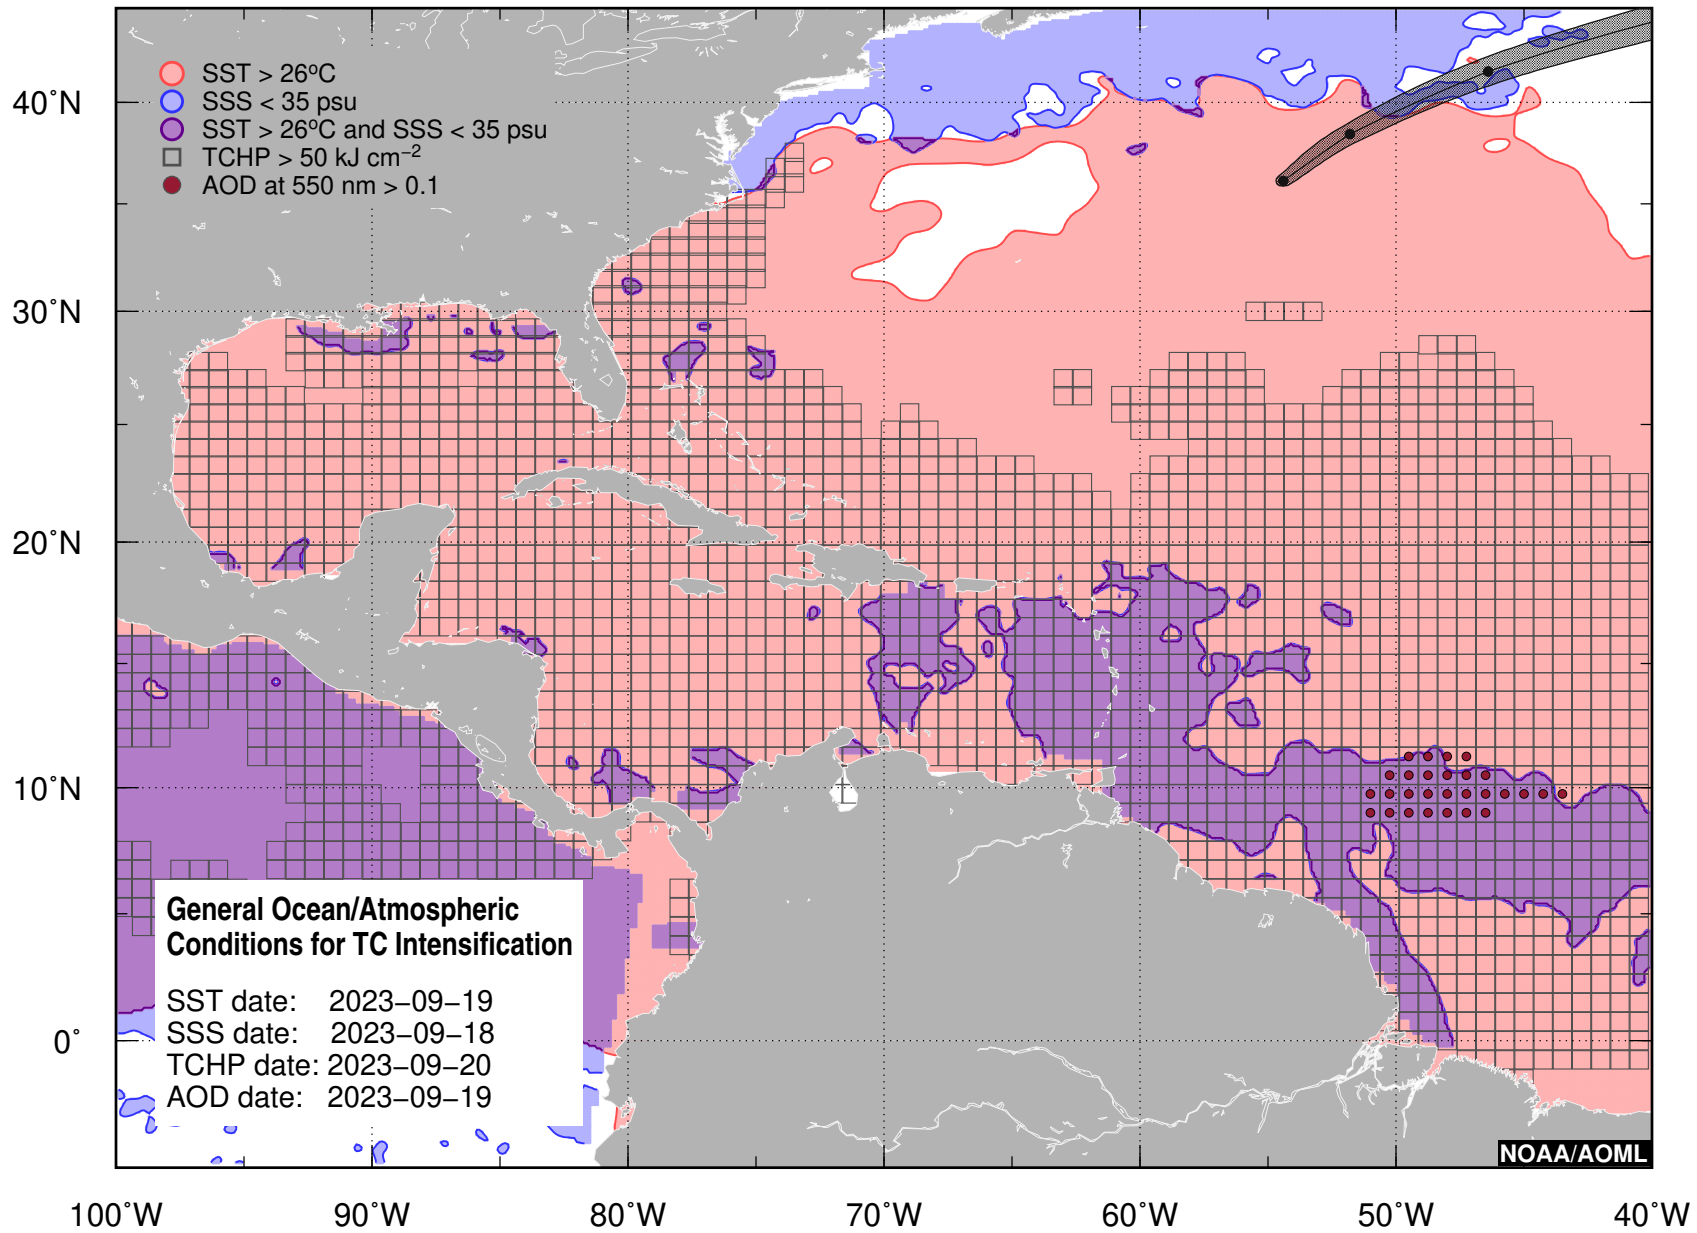 SST > 26°C
SSS < 35 psu
SST > 26°C and SSS < 35 psu
TCHP > 50 kJ cm⁻²
AOD at 550 nm > 0.1
40°N
30°N
20°N
10°N
0°
General Ocean/Atmospheric
Conditions for TC Intensification
SST date: 2023−09−19
SSS date: 2023−09−18
TCHP date: 2023−09−20
AOD date: 2023−09−19
NOAA/AOML
100°W 90°W 80°W 70°W 60°W 50°W 40°W